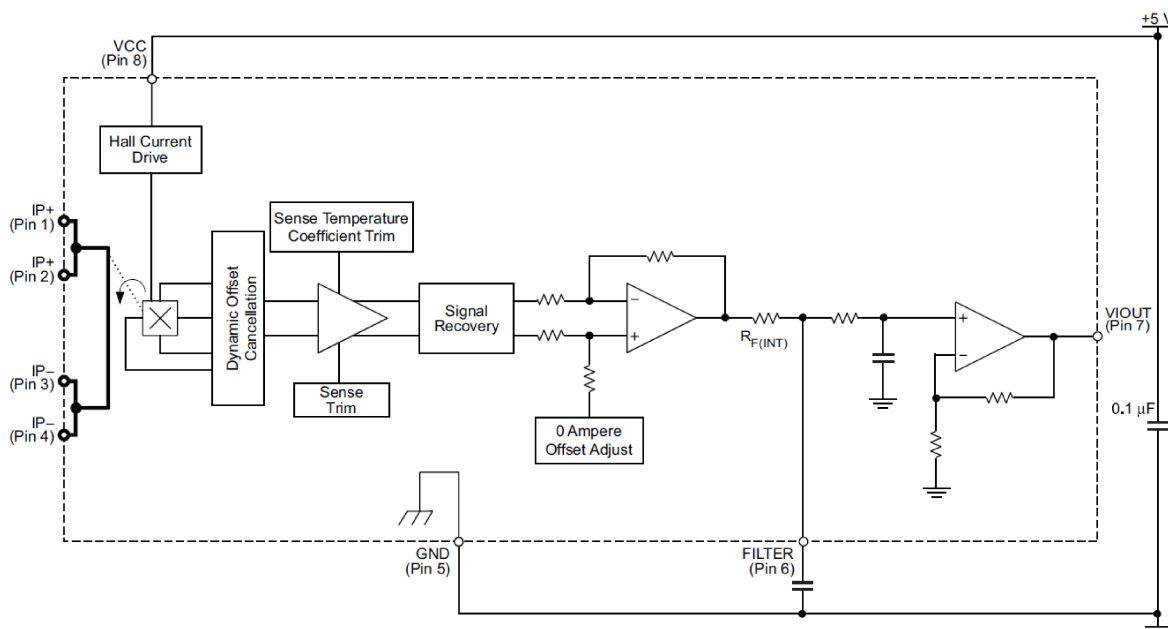 +5 V
VCC
(Pin 8)
Hall Current
Drive
IP+
(Pin 1)
IP+
(Pin 2)
IP−
(Pin 3)
IP−
(Pin 4)
Dynamic Offset
Cancellation
Sense Temperature
Coefficient Trim
Sense
Trim
Signal
Recovery
−
+
0 Ampere
Offset Adjust
RF(INT)
+
−
VIOUT
(Pin 7)
0.1 µF
GND
(Pin 5)
FILTER
(Pin 6)